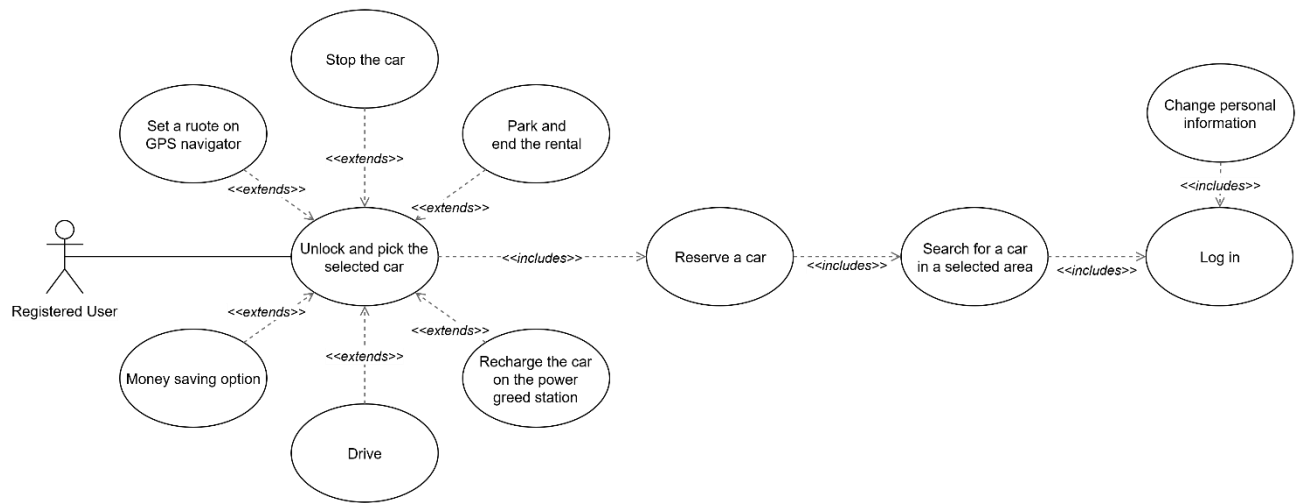 Stop the car
Set a ruote on
GPS navigator
Park and
end the rental
Change personal
information
<<extends>>
<<extends>>
<<extends>>
<<includes>>
Registered User
Unlock and pick the
selected car
<<includes>>
Reserve a car
<<includes>>
Search for a car
in a selected area
<<includes>>
Log in
<<extends>>
<<extends>>
<<extends>>
Money saving option
Recharge the car
on the power
greed station
Drive